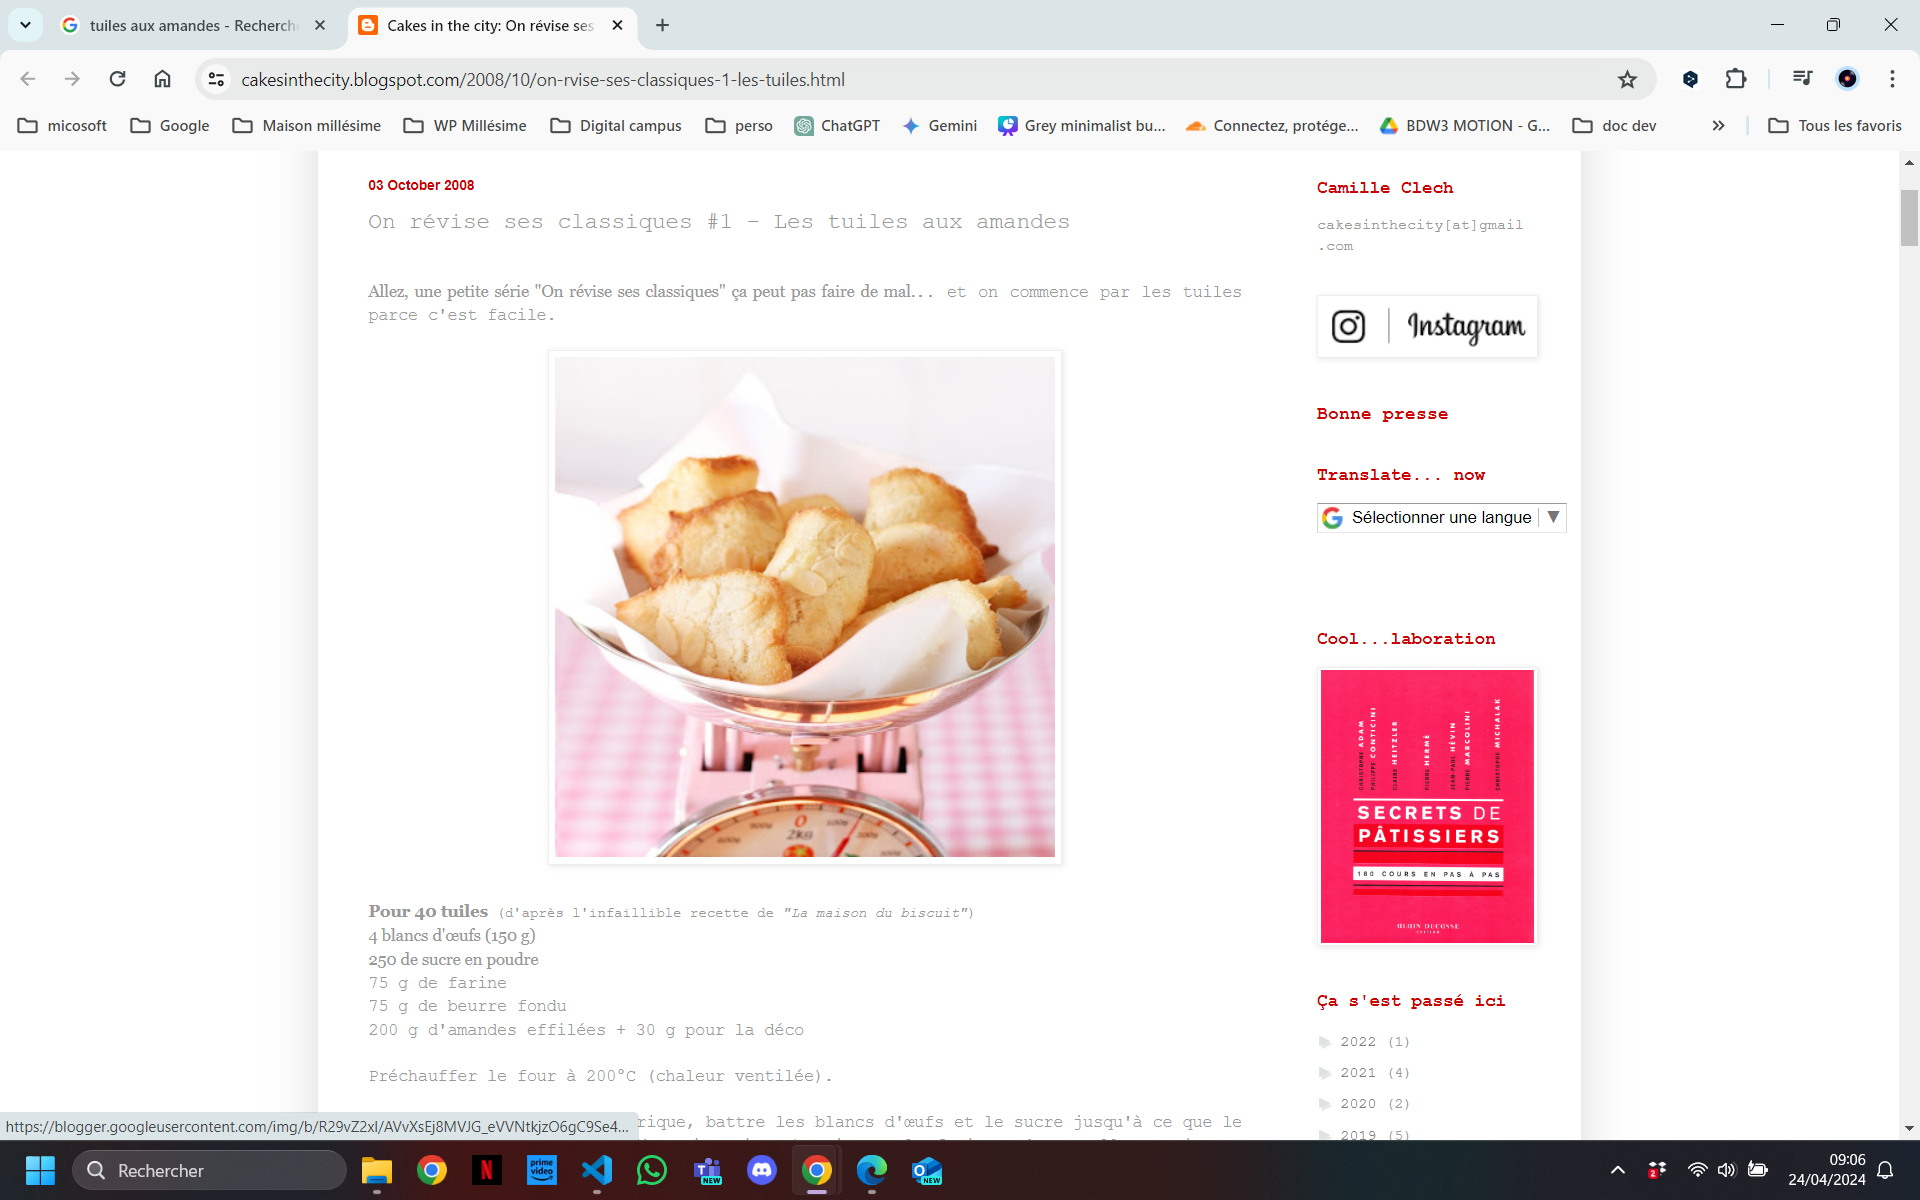 tuiles aux amandes - Recherch
Cakes in the city: On révise ses
cakesinthecity.blogspot.com/2008/10/on-rvise-ses-classiques-1-les-tuiles.html
micosoft
Google
Maison millésime
WP Millésime
Digital campus
perso
ChatGPT
Gemini
Grey minimalist bu...
Connectez, protége...
BDW3 MOTION - G...
doc dev
Tous les favoris
03 October 2008
On révise ses classiques #1 - Les tuiles aux amandes
Allez, une petite série "On révise ses classiques" ça peut pas faire de mal... et on commence par les tuiles
parce c'est facile.
2kg
Pour 40 tuiles (d'après l'infaillible recette de "La maison du biscuit")
4 blancs d'œufs (150 g)
250 de sucre en poudre
75 g de farine
75 g de beurre fondu
200 g d'amandes effilées + 30 g pour la déco
Préchauffer le four à 200°C (chaleur ventilée).
rique, battre les blancs d'œufs et le sucre jusqu'à ce que le
https://blogger.googleusercontent.com/img/b/R29vZ2xl/AVvXsEj8MVJG_eVVNtkjzO6gC9Se4...
Camille Clech
cakesinthecity[at]gmail
.com
Instagram
Bonne presse
Translate... now
Sélectionner une langue
Cool...laboration
CHRISTOPHE ADAM
PHILIPPE CONTICINI
CLAIRE HEITZLER
PIERRE HERMÉ
JEAN-PAUL HÉVIN
PIERRE MARCOLINI
CHRISTOPHE MICHALAK
SECRETS DE
PÂTISSIERS
180 COURS EN PAS À PAS
ALAIN DUCASSE
Ça s'est passé ici
2022 (1)
2021 (4)
2020 (2)
2019 (5)
Rechercher
prime
video
NEW
NEW
2
09:06
24/04/2024